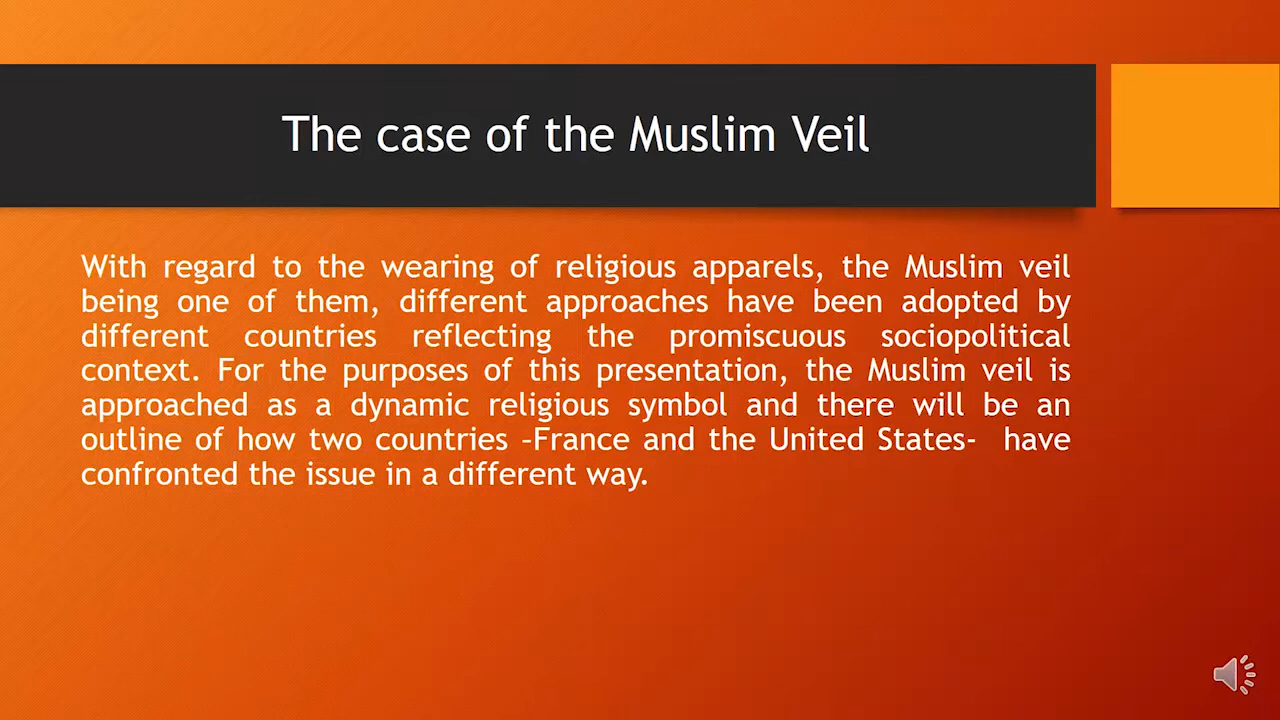 The case of the Muslim Veil
With regard to the wearing of religious apparels, the Muslim veil
being one of them, different approaches have been adopted by
different countries reflecting the promiscuous sociopolitical
context. For the purposes of this presentation, the Muslim veil is
approached as a dynamic religious symbol and there will be an
outline of how two countries –France and the United States- have
confronted the issue in a different way.